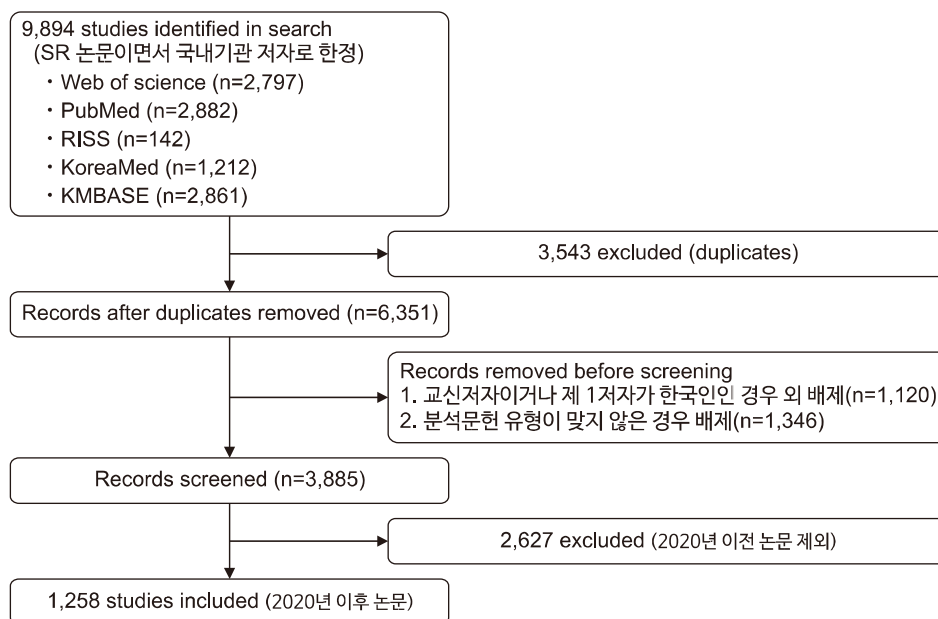 9,894 studies identified in search
(SR 논문이면서 국내기관 저자로 한정)
· Web of science (n=2,797)
· PubMed (n=2,882)
· RISS (n=142)
· KoreaMed (n=1,212)
· KMBASE (n=2,861)
3,543 excluded (duplicates)
Records after duplicates removed (n=6,351)
Records removed before screening
1. 교신저자이거나 제 1저자가 한국인인 경우 외 배제(n=1,120)
2. 분석문헌 유형이 맞지 않은 경우 배제(n=1,346)
Records screened (n=3,885)
2,627 excluded (2020년 이전 논문 제외)
1,258 studies included (2020년 이후 논문)